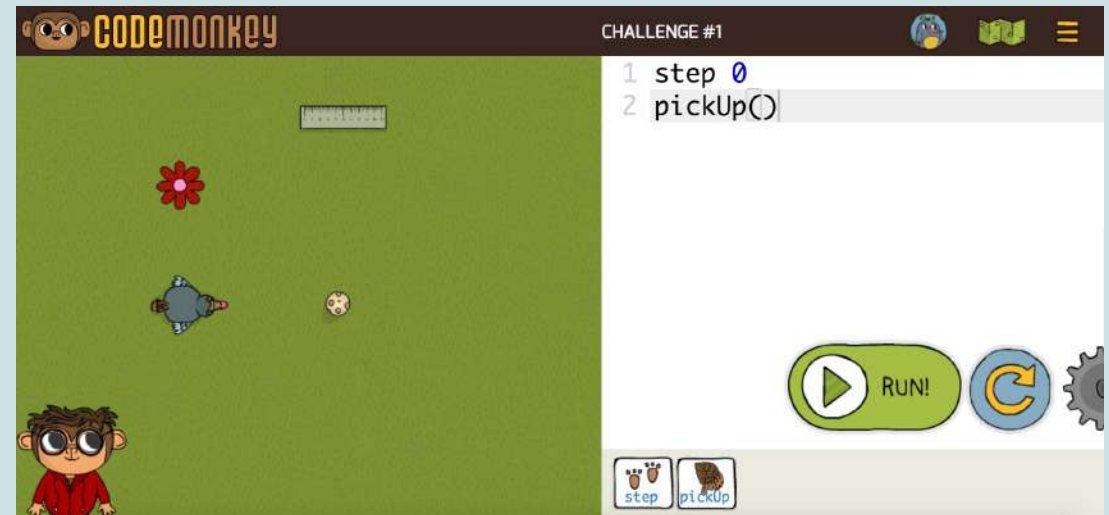 CODEMONKEY
CHALLENGE #1
1 step 0
2 pickUp()
RUN!
step
pickUp